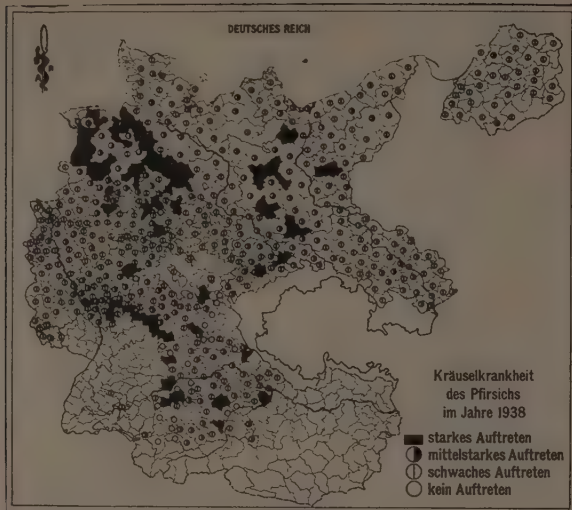 DEUTSCHES REICH
Kräuselkrankheit
des Pfirsichs
im Jahre 1938
starkes Auftreten
mittelstarkes Auftreten
schwaches Auftreten
kein Auftreten